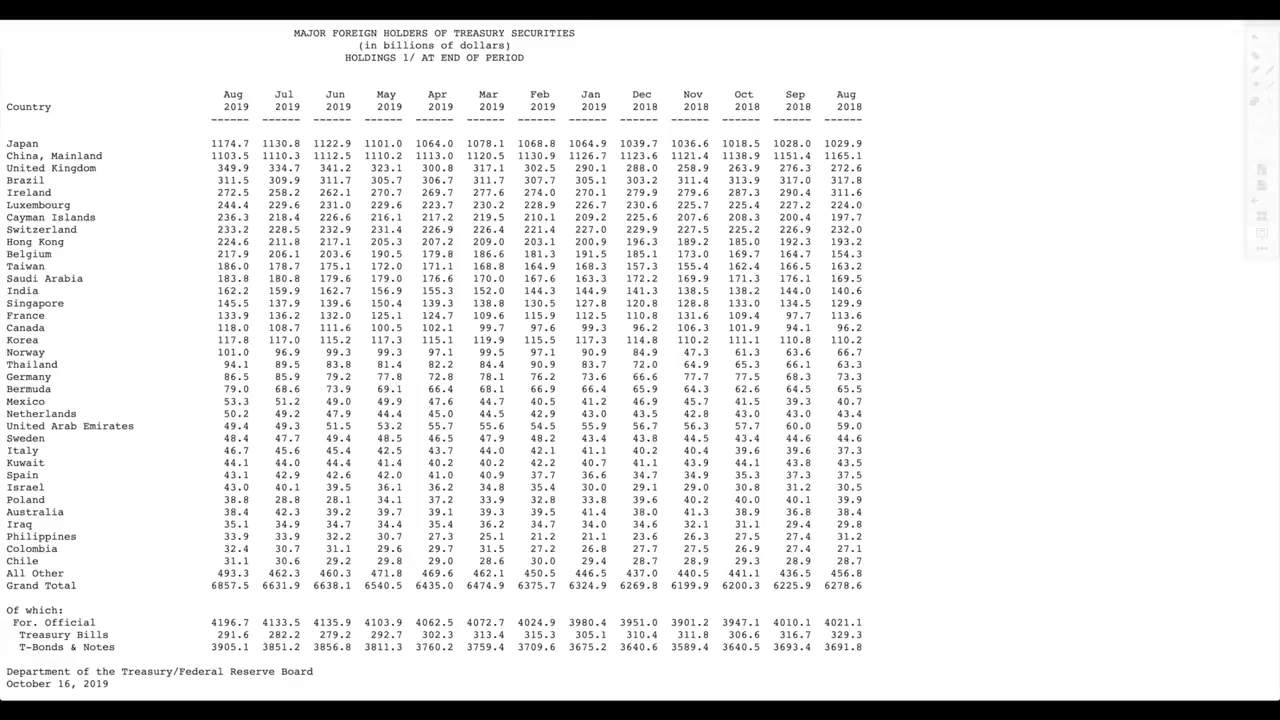 MAJOR FOREIGN HOLDERS OF TREASURY SECURITIES
(in billions of dollars)
HOLDINGS 1/ AT END OF PERIOD
Aug Jul Jun May Apr Mar Feb Jan Dec Nov Oct Sep Aug
Country 2019 2019 2019 2019 2019 2019 2019 2019 2018 2018 2018 2018 2018
------ ------ ------ ------ ------ ------ ------ ------ ------ ------ ------ ------ ------
Japan 1174.7 1130.8 1122.9 1101.0 1064.0 1078.1 1068.8 1064.9 1039.7 1036.6 1018.5 1028.0 1029.9
China, Mainland 1103.5 1110.3 1112.5 1110.2 1113.0 1120.5 1130.9 1126.7 1123.6 1121.4 1138.9 1151.4 1165.1
United Kingdom 349.9 334.7 341.2 323.1 300.8 317.1 302.5 290.1 288.0 258.9 263.9 276.3 272.6
Brazil 311.5 309.9 311.7 305.7 306.7 311.7 307.7 305.1 303.2 311.4 313.9 317.0 317.8
Ireland 272.5 258.2 262.1 270.7 269.7 277.6 274.0 270.1 279.9 279.6 287.3 290.4 311.6
Luxembourg 244.4 229.6 231.0 229.6 223.7 230.2 228.9 226.7 230.6 225.7 225.4 227.2 224.0
Cayman Islands 236.3 218.4 226.6 216.1 217.2 219.5 210.1 209.2 225.6 207.6 208.3 200.4 197.7
Switzerland 233.2 228.5 232.9 231.4 226.9 226.4 221.4 227.0 229.9 227.5 225.2 226.9 232.0
Hong Kong 224.6 211.8 217.1 205.3 207.2 209.0 203.1 200.9 196.3 189.2 185.0 192.3 193.2
Belgium 217.9 206.1 203.6 190.5 179.8 186.6 181.3 191.5 185.1 173.0 169.7 164.7 154.3
Taiwan 186.0 178.7 175.1 172.0 171.1 168.8 164.9 168.3 157.3 155.4 162.4 166.5 163.2
Saudi Arabia 183.8 180.8 179.6 179.0 176.6 170.0 167.6 163.3 172.2 169.9 171.3 176.1 169.5
India 162.2 159.9 162.7 156.9 155.3 152.0 144.3 144.9 141.3 138.5 138.2 144.0 140.6
Singapore 145.5 137.9 139.6 150.4 139.3 138.8 130.5 127.8 120.8 128.8 133.0 134.5 129.9
France 133.9 136.2 132.0 125.1 124.7 109.6 115.9 112.5 110.8 131.6 109.4 97.7 113.6
Canada 118.0 108.7 111.6 100.5 102.1 99.7 97.6 99.3 96.2 106.3 101.9 94.1 96.2
Korea 117.8 117.0 115.2 117.3 115.1 119.9 115.5 117.3 114.8 110.2 111.1 110.8 110.2
Norway 101.0 96.9 99.3 99.3 97.1 99.5 97.1 90.9 84.9 47.3 61.3 63.6 66.7
Thailand 94.1 89.5 83.8 81.4 82.2 84.4 90.9 83.7 72.0 64.9 65.3 66.1 63.3
Germany 86.5 85.9 79.2 77.8 72.8 78.1 76.2 73.6 66.6 77.7 77.5 68.3 73.3
Bermuda 79.0 68.6 73.9 69.1 66.4 68.1 66.9 66.4 65.9 64.3 62.6 64.5 65.5
Mexico 53.3 51.2 49.0 49.9 47.6 44.7 40.5 41.2 46.9 45.7 41.5 39.3 40.7
Netherlands 50.2 49.2 47.9 44.4 45.0 44.5 42.9 43.0 43.5 42.8 43.0 43.0 43.4
United Arab Emirates 49.4 49.3 51.5 53.2 55.7 55.6 54.5 55.9 56.7 56.3 57.7 60.0 59.0
Sweden 48.4 47.7 49.4 48.5 46.5 47.9 48.2 43.4 43.8 44.5 43.4 44.6 44.6
Italy 46.7 45.6 45.4 42.5 43.7 44.0 42.1 41.1 40.2 40.4 39.6 39.6 37.3
Kuwait 44.1 44.0 44.4 41.4 40.2 40.2 42.2 40.7 41.1 43.9 44.1 43.8 43.5
Spain 43.1 42.9 42.6 42.0 41.0 40.9 37.7 36.6 34.7 34.9 35.3 37.3 37.5
Israel 43.0 40.1 39.5 36.1 36.2 34.8 35.4 30.0 29.1 29.0 30.8 31.2 30.5
Poland 38.8 28.8 28.1 34.1 37.2 33.9 32.8 33.8 39.6 40.2 40.0 40.1 39.9
Australia 38.4 42.3 39.2 39.7 39.1 39.3 39.5 41.4 38.0 41.3 38.9 36.8 38.4
Iraq 35.1 34.9 34.7 34.4 35.4 36.2 34.7 34.0 34.6 32.1 31.1 29.4 29.8
Philippines 33.9 33.9 32.2 30.7 27.3 25.1 21.2 21.1 23.6 26.3 27.5 27.4 31.2
Colombia 32.4 30.7 31.1 29.6 29.7 31.5 27.2 26.8 27.7 27.5 26.9 27.4 27.1
Chile 31.1 30.6 29.2 29.8 29.0 28.6 30.0 29.4 28.7 28.9 29.3 28.9 28.7
All Other 493.3 462.3 460.3 471.8 469.6 462.1 450.5 446.5 437.0 440.5 441.1 436.5 456.8
Grand Total 6857.5 6631.9 6638.1 6540.5 6435.0 6474.9 6375.7 6324.9 6269.8 6199.9 6200.3 6225.9 6278.6
Of which:
For. Official 4196.7 4133.5 4135.9 4103.9 4062.5 4072.7 4024.9 3980.4 3951.0 3901.2 3947.1 4010.1 4021.1
Treasury Bills 291.6 282.2 279.2 292.7 302.3 313.4 315.3 305.1 310.4 311.8 306.6 316.7 329.3
T-Bonds & Notes 3905.1 3851.2 3856.8 3811.3 3760.2 3759.4 3709.6 3675.2 3640.6 3589.4 3640.5 3693.4 3691.8
Department of the Treasury/Federal Reserve Board
October 16, 2019